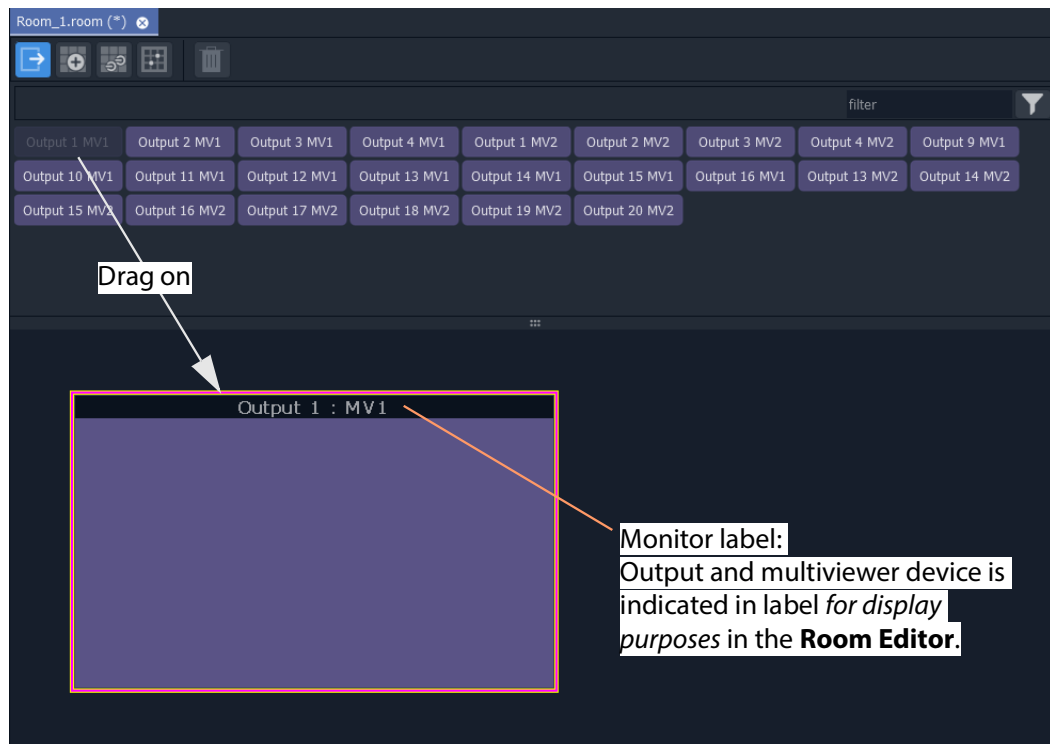 Room_1.room (*)
filter
Output 1 MV1 Output 2 MV1 Output 3 MV1 Output 4 MV1 Output 1 MV2 Output 2 MV2 Output 3 MV2 Output 4 MV2 Output 9 MV1
Output 10 MV1 Output 11 MV1 Output 12 MV1 Output 13 MV1 Output 14 MV1 Output 15 MV1 Output 16 MV1 Output 13 MV2 Output 14 MV2
Output 15 MV2 Output 16 MV2 Output 17 MV2 Output 18 MV2 Output 19 MV2 Output 20 MV2
Drag on
Output 1 : MV1
Monitor label:
Output and multiviewer device is
indicated in label for display
purposes in the Room Editor.